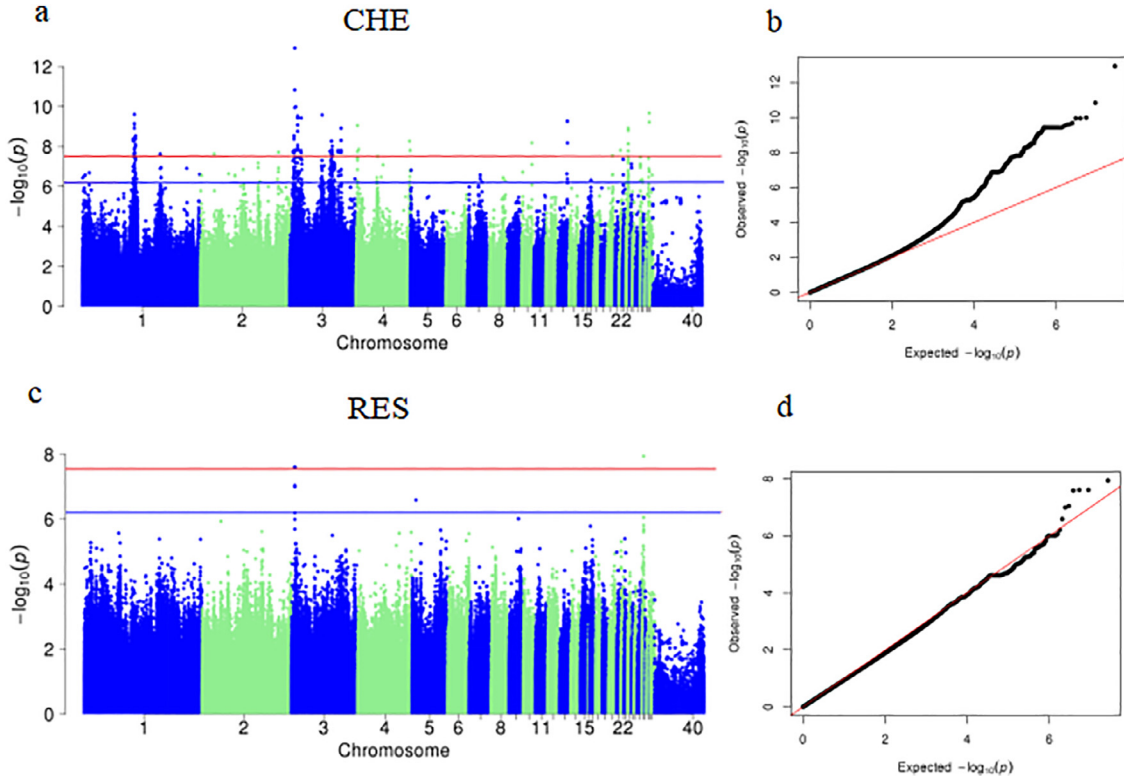 a
CHE
b
12
10
8
6
4
2
0
−log₁₀(p)
1 2 3 4 5 6 8 11 15 22 40
Chromosome
12
10
8
6
4
2
0
Observed −log₁₀(p)
0 2 4 6
Expected −log₁₀(p)
c
RES
d
8
6
4
2
0
−log₁₀(p)
1 2 3 4 5 6 8 11 15 22 40
Chromosome
8
6
4
2
0
Observed −log₁₀(p)
0 2 4 6
Expected −log₁₀(p)